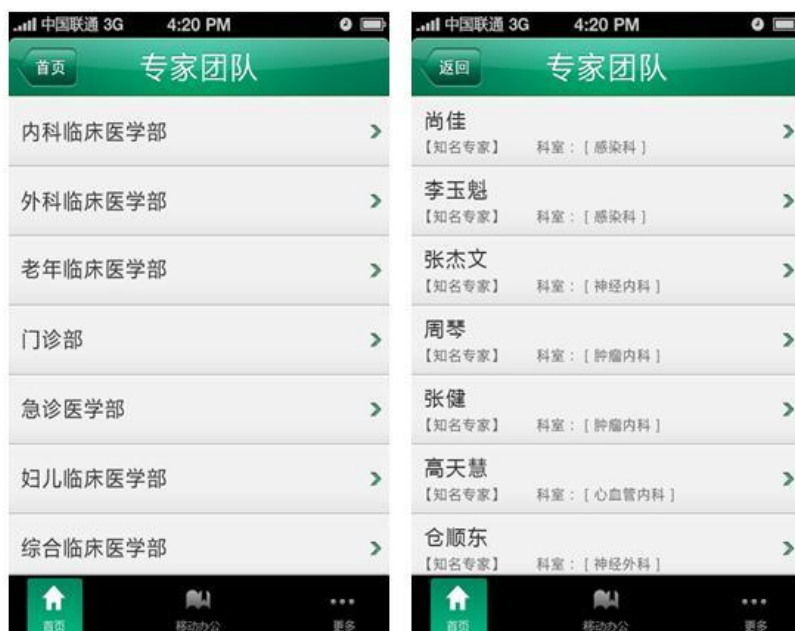 中国联通 3G 4:20 PM
首页 专家团队
内科临床医学部
外科临床医学部
老年临床医学部
门诊部
急诊医学部
妇儿临床医学部
综合临床医学部
首页 移动办公 更多
中国联通 3G 4:20 PM
返回 专家团队
尚佳
【知名专家】 科室：[ 感染科 ]
李玉魁
【知名专家】 科室：[ 感染科 ]
张杰文
【知名专家】 科室：[ 神经内科 ]
周琴
【知名专家】 科室：[ 肿瘤内科 ]
张健
【知名专家】 科室：[ 肿瘤内科 ]
高天慧
【知名专家】 科室：[ 心血管内科 ]
仓顺东
【知名专家】 科室：[ 神经外科 ]
首页 移动办公 更多